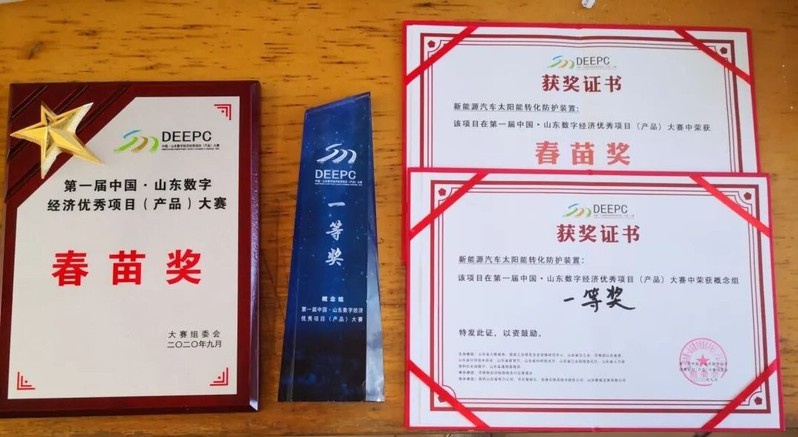 DEEPC
第一届中国·山东数字
经济优秀项目（产品）大赛
春苗奖
大赛组委会
二〇二〇年九月
DEEPC
一等奖
概念组
第一届中国·山东数字经济
优秀项目（产品）大赛
DEEPC
获奖证书
新能源汽车太阳能转化防护装置：
该项目在第一届中国·山东数字经济优秀项目（产品）大赛中荣获
春苗奖
DEEPC
获奖证书
新能源汽车太阳能转化防护装置：
该项目在第一届中国·山东数字经济优秀项目（产品）大赛中荣获概念组
一等奖
特发此证，以资鼓励。